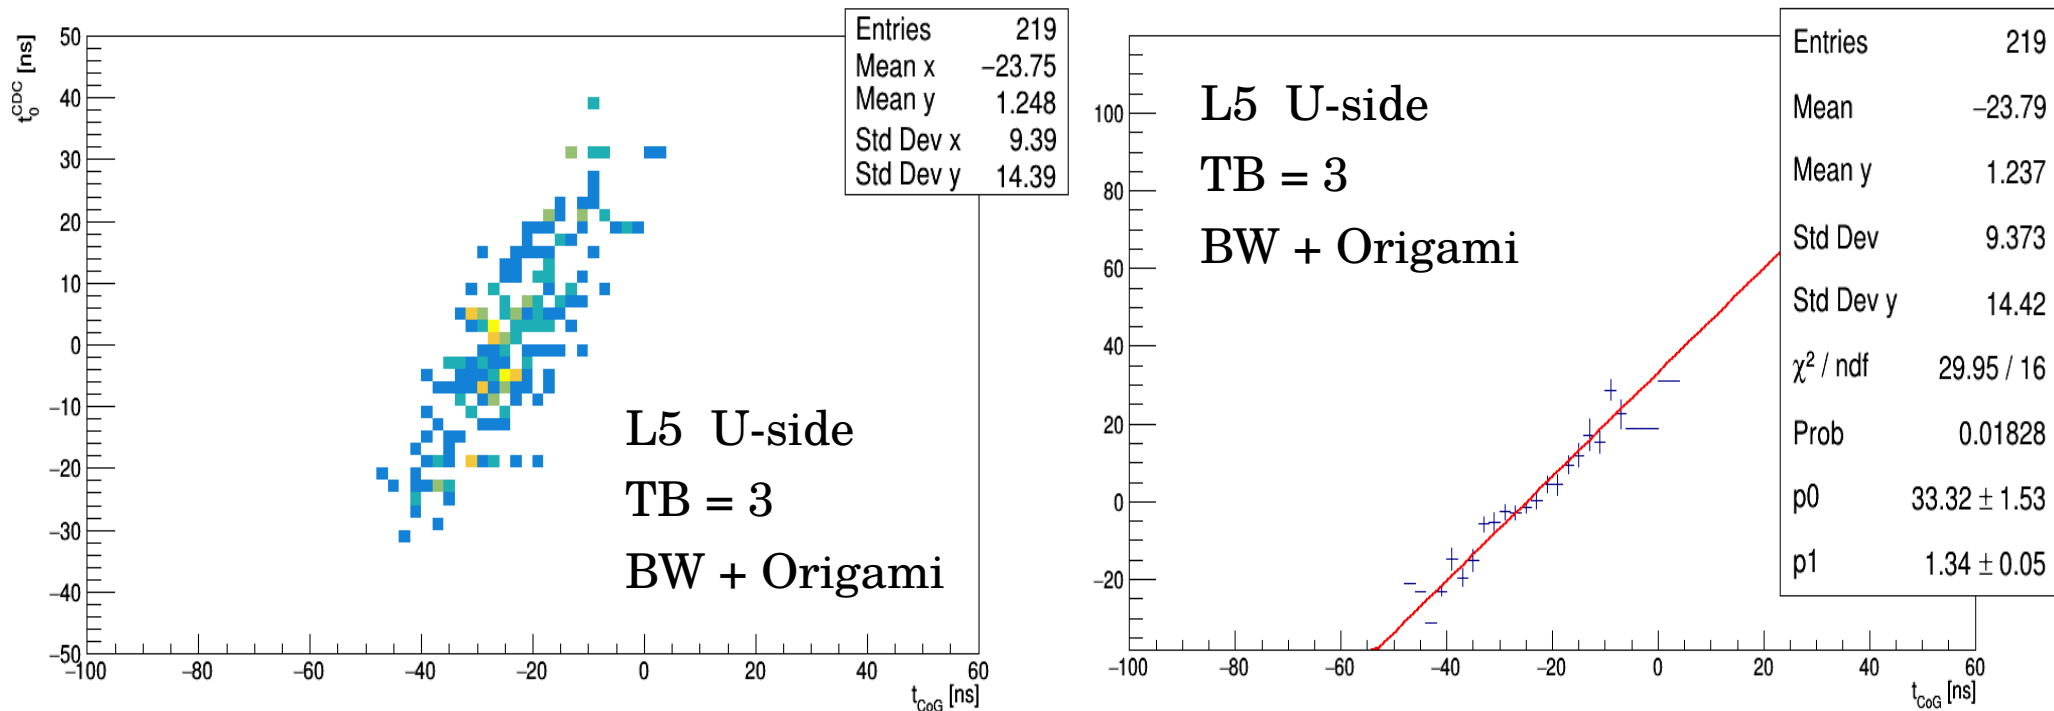 Entries 219
Mean x −23.75
Mean y 1.248
Std Dev x 9.39
Std Dev y 14.39
t₀^CDC [ns]
50
40
30
20
10
0
−10
−20
−30
−40
−50
L5 U-side
TB = 3
BW + Origami
−100 −80 −60 −40 −20 0 20 40 60
t_CoG [ns]
Entries 219
Mean −23.79
Mean y 1.237
Std Dev 9.373
Std Dev y 14.42
χ² / ndf 29.95 / 16
Prob 0.01828
p0 33.32 ± 1.53
p1 1.34 ± 0.05
L5 U-side
TB = 3
BW + Origami
100
80
60
40
20
0
−20
−100 −80 −60 −40 −20 0 20 40 60
t_CoG [ns]